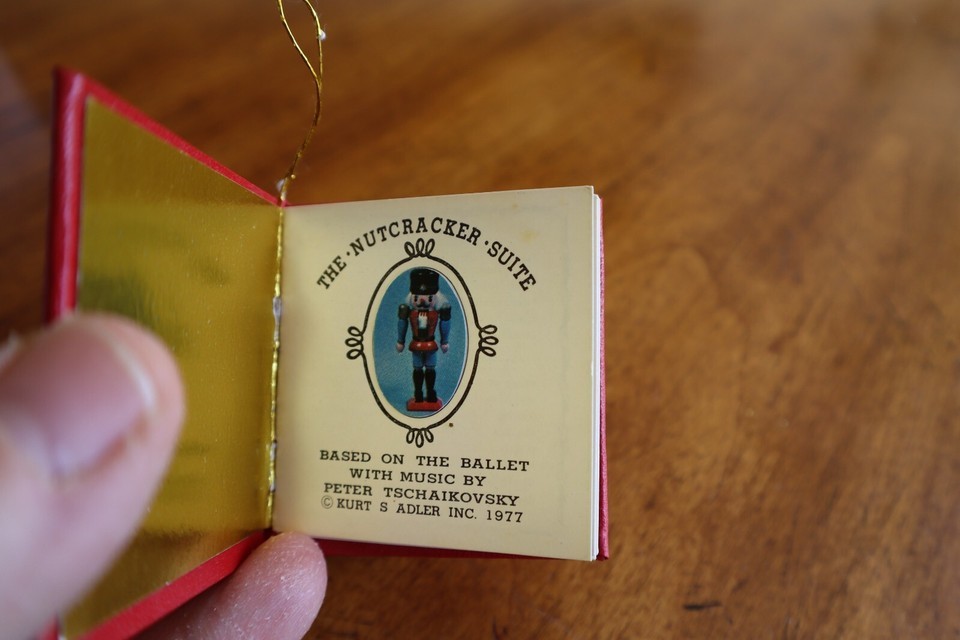 THE·NUTCRACKER·SUITE
BASED ON THE BALLET
WITH MUSIC BY
PETER TSCHAIKOVSKY
© KURT S ADLER INC. 1977